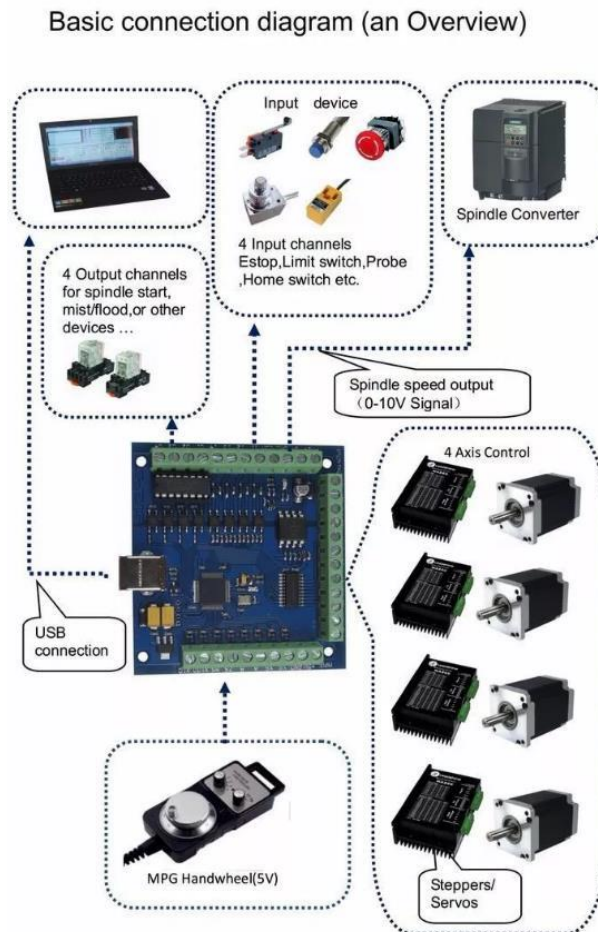 Basic connection diagram (an Overview)
Input device
4 Input channels
Estop,Limit switch,Probe
,Home switch etc.
Spindle Converter
4 Output channels
for spindle start,
mist/flood,or other
devices ...
Spindle speed output
（0-10V Signal）
4 Axis Control
USB
connection
MPG Handwheel(5V)
Steppers/
Servos